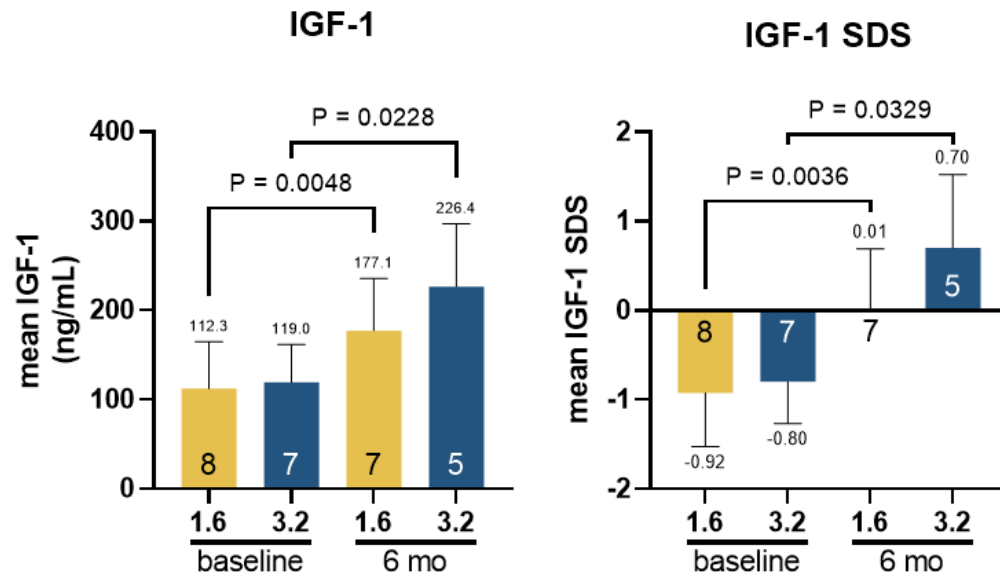 IGF-1
mean IGF-1
(ng/mL)
400
300
200
100
0
P = 0.0228
P = 0.0048
112.3
119.0
177.1
226.4
8
7
7
5
1.6
3.2
1.6
3.2
baseline
6 mo
IGF-1 SDS
mean IGF-1 SDS
2
1
0
-1
-2
P = 0.0329
P = 0.0036
0.70
0.01
5
8
7
7
-0.92
-0.80
1.6
3.2
1.6
3.2
baseline
6 mo